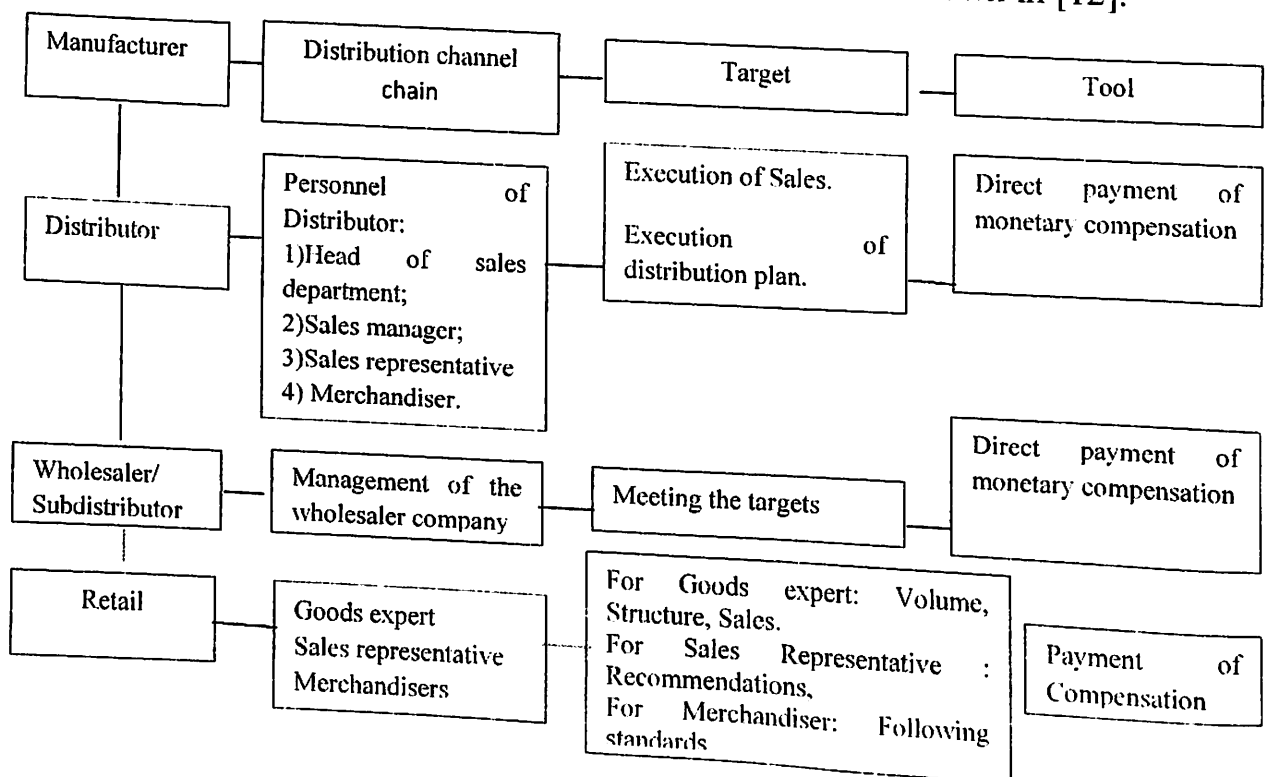 in [12].
Manufacturer
Distribution channel
chain
Target
Tool
Distributor
Personnel of
Distributor:
1)Head of sales
department;
2)Sales manager;
3)Sales representative
4) Merchandiser.
Execution of Sales.
Execution of
distribution plan.
Direct payment of
monetary compensation
Wholesaler/
Subdistributor
Management of the
wholesaler company
Meeting the targets
Direct payment of
monetary compensation
Retail
Goods expert
Sales representative
Merchandisers
For Goods expert: Volume,
Structure, Sales.
For Sales Representative :
Recommendations,
For Merchandiser: Following
standards
Payment of
Compensation